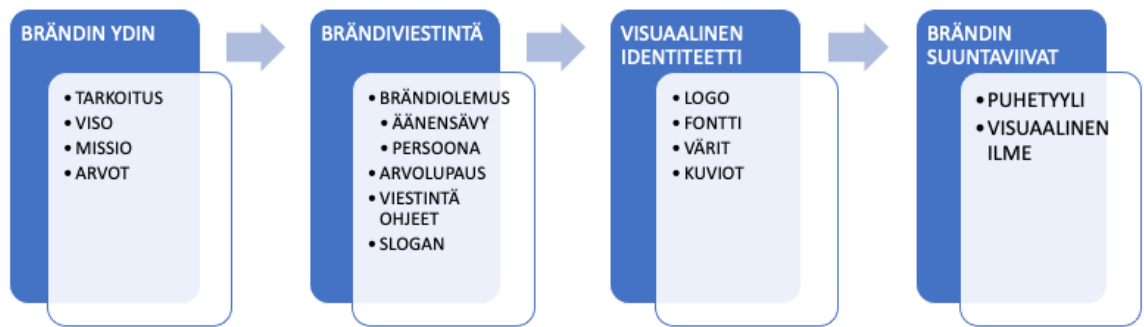 BRÄNDIN YDIN
• TARKOITUS
• VISO
• MISSIO
• ARVOT
BRÄNDIVIESTINTÄ
• BRÄNDIOLEMUS
• ÄÄNENSÄVY
• PERSOONA
• ARVOLUPAUS
• VIESTINTÄ
OHJEET
• SLOGAN
VISUAALINEN
IDENTITEETTI
• LOGO
• FONTTI
• VÄRIT
• KUVIOT
BRÄNDIN
SUUNTAVIIVAT
• PUHETYYLI
• VISUAALINEN
ILME